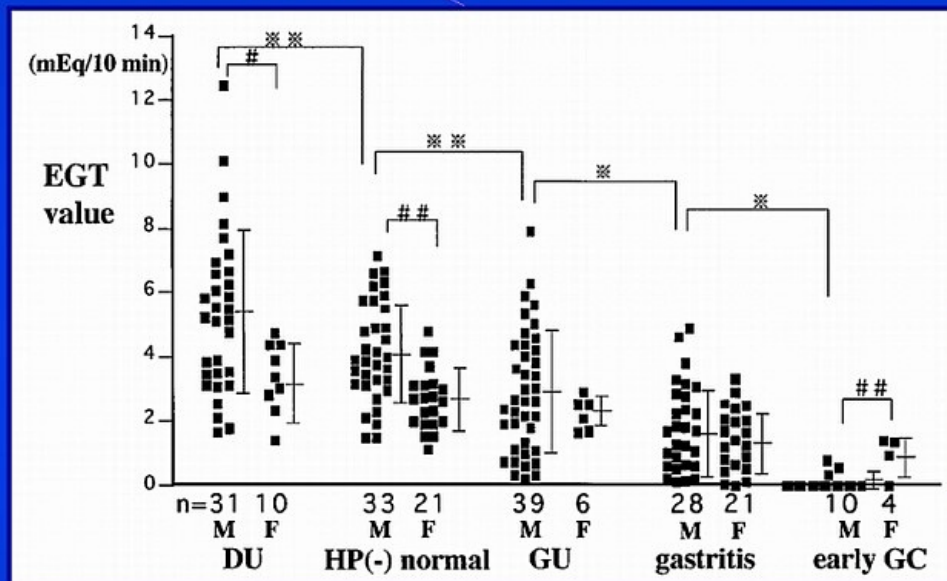 14
(mEq/10 min)
12
10
EGT
value
8
6
4
2
0
※ ※
#
※ ※
# #
※
※
# #
n=31 10 33 21 39 6 28 21 10 4
M F M F M F M F M F
DU HP(-) normal GU gastritis early GC